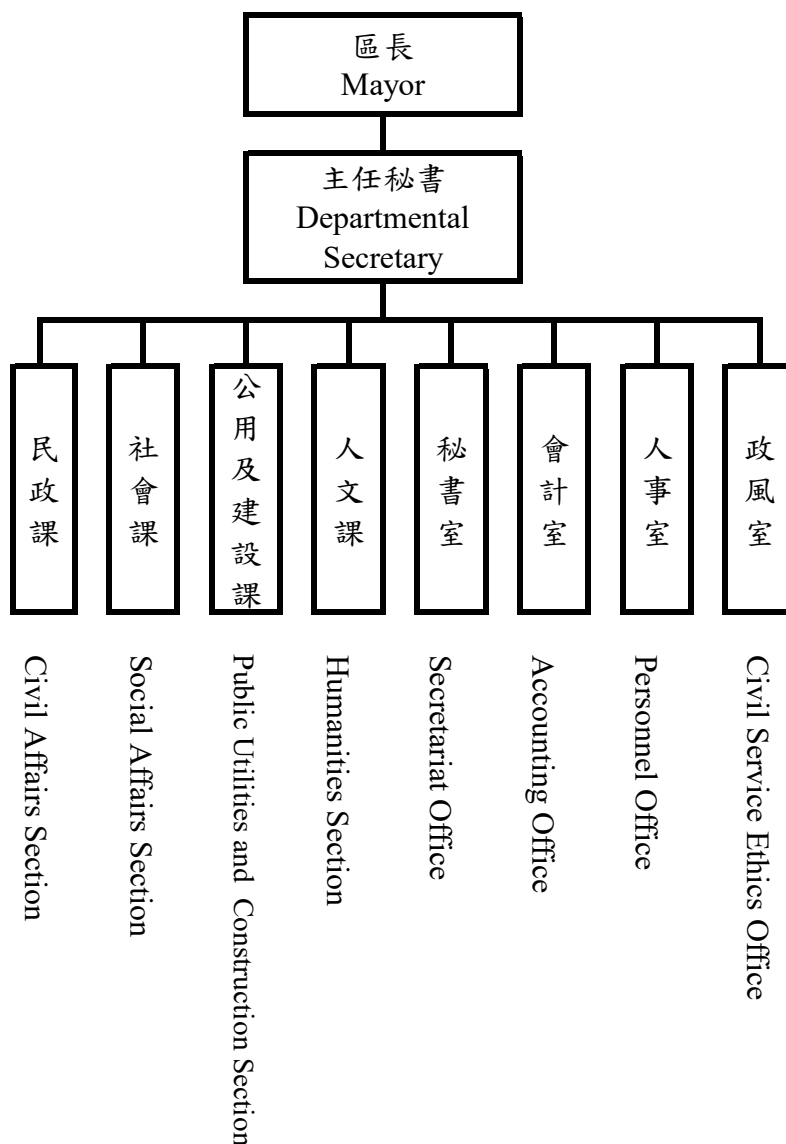 區長
Mayor
主任秘書
Departmental
Secretary
民政課
社會課
公用及建設課
人文課
秘書室
會計室
人事室
政風室
Civil Affairs Section
Social Affairs Section
Public Utilities and Construction Section
Humanities Section
Secretariat Office
Accounting Office
Personnel Office
Civil Service Ethics Office